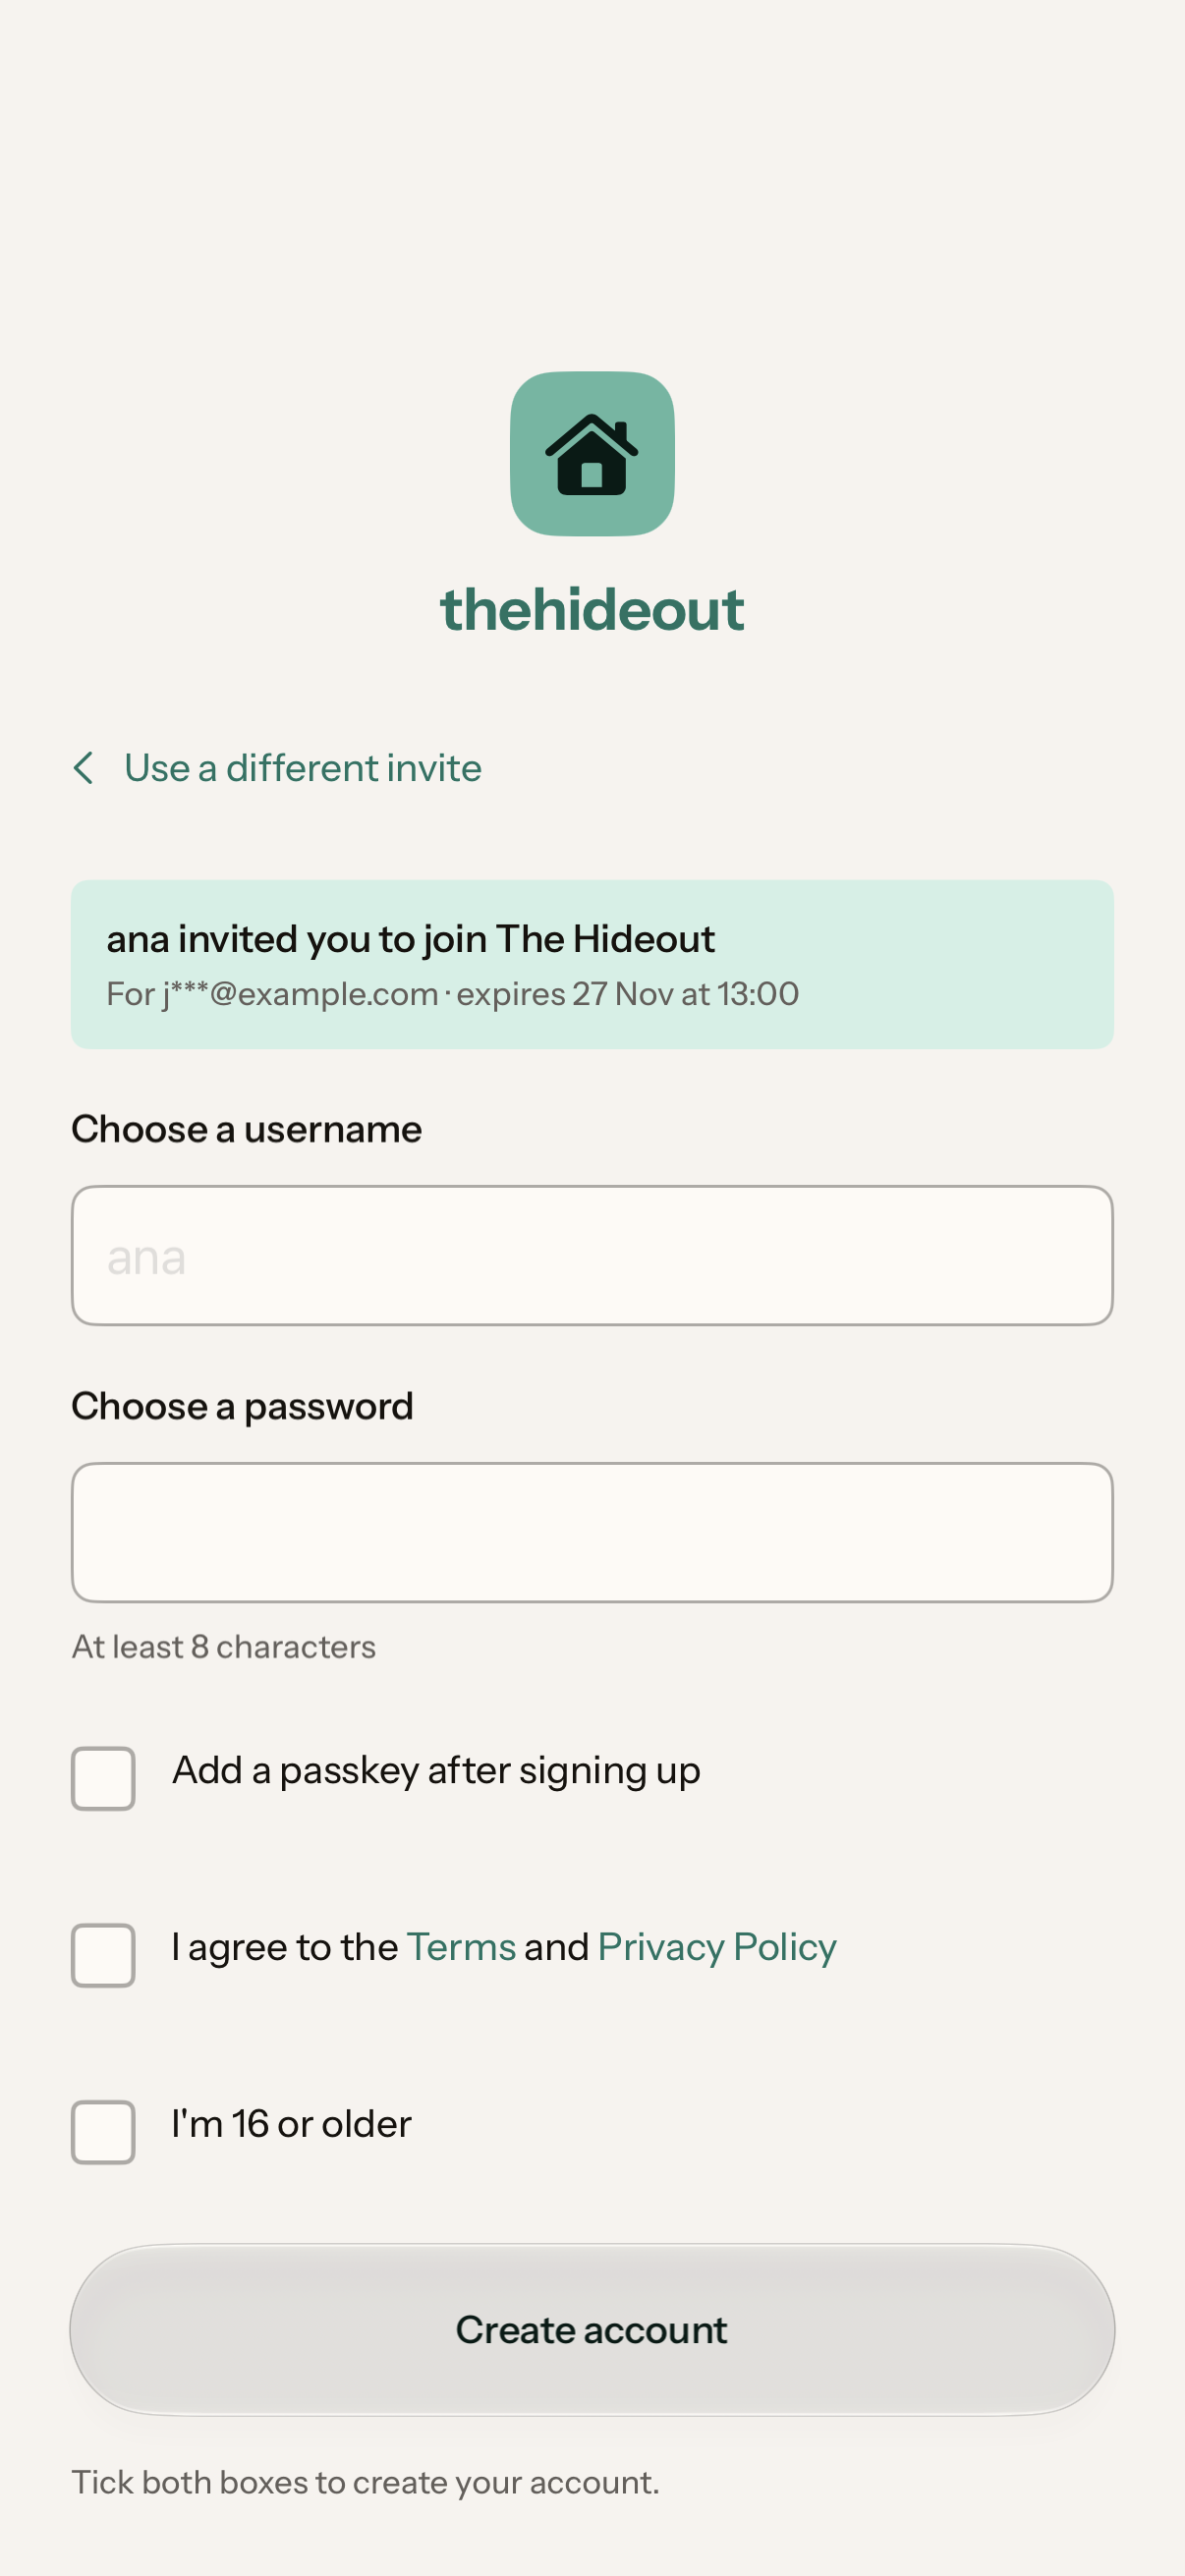 thehideout
Use a different invite
ana invited you to join The Hideout
For j***@example.com · expires 27 Nov at 13:00
Choose a username
ana
Choose a password
At least 8 characters
Add a passkey after signing up
I agree to the Terms and Privacy Policy
I'm 16 or older
Create account
Tick both boxes to create your account.